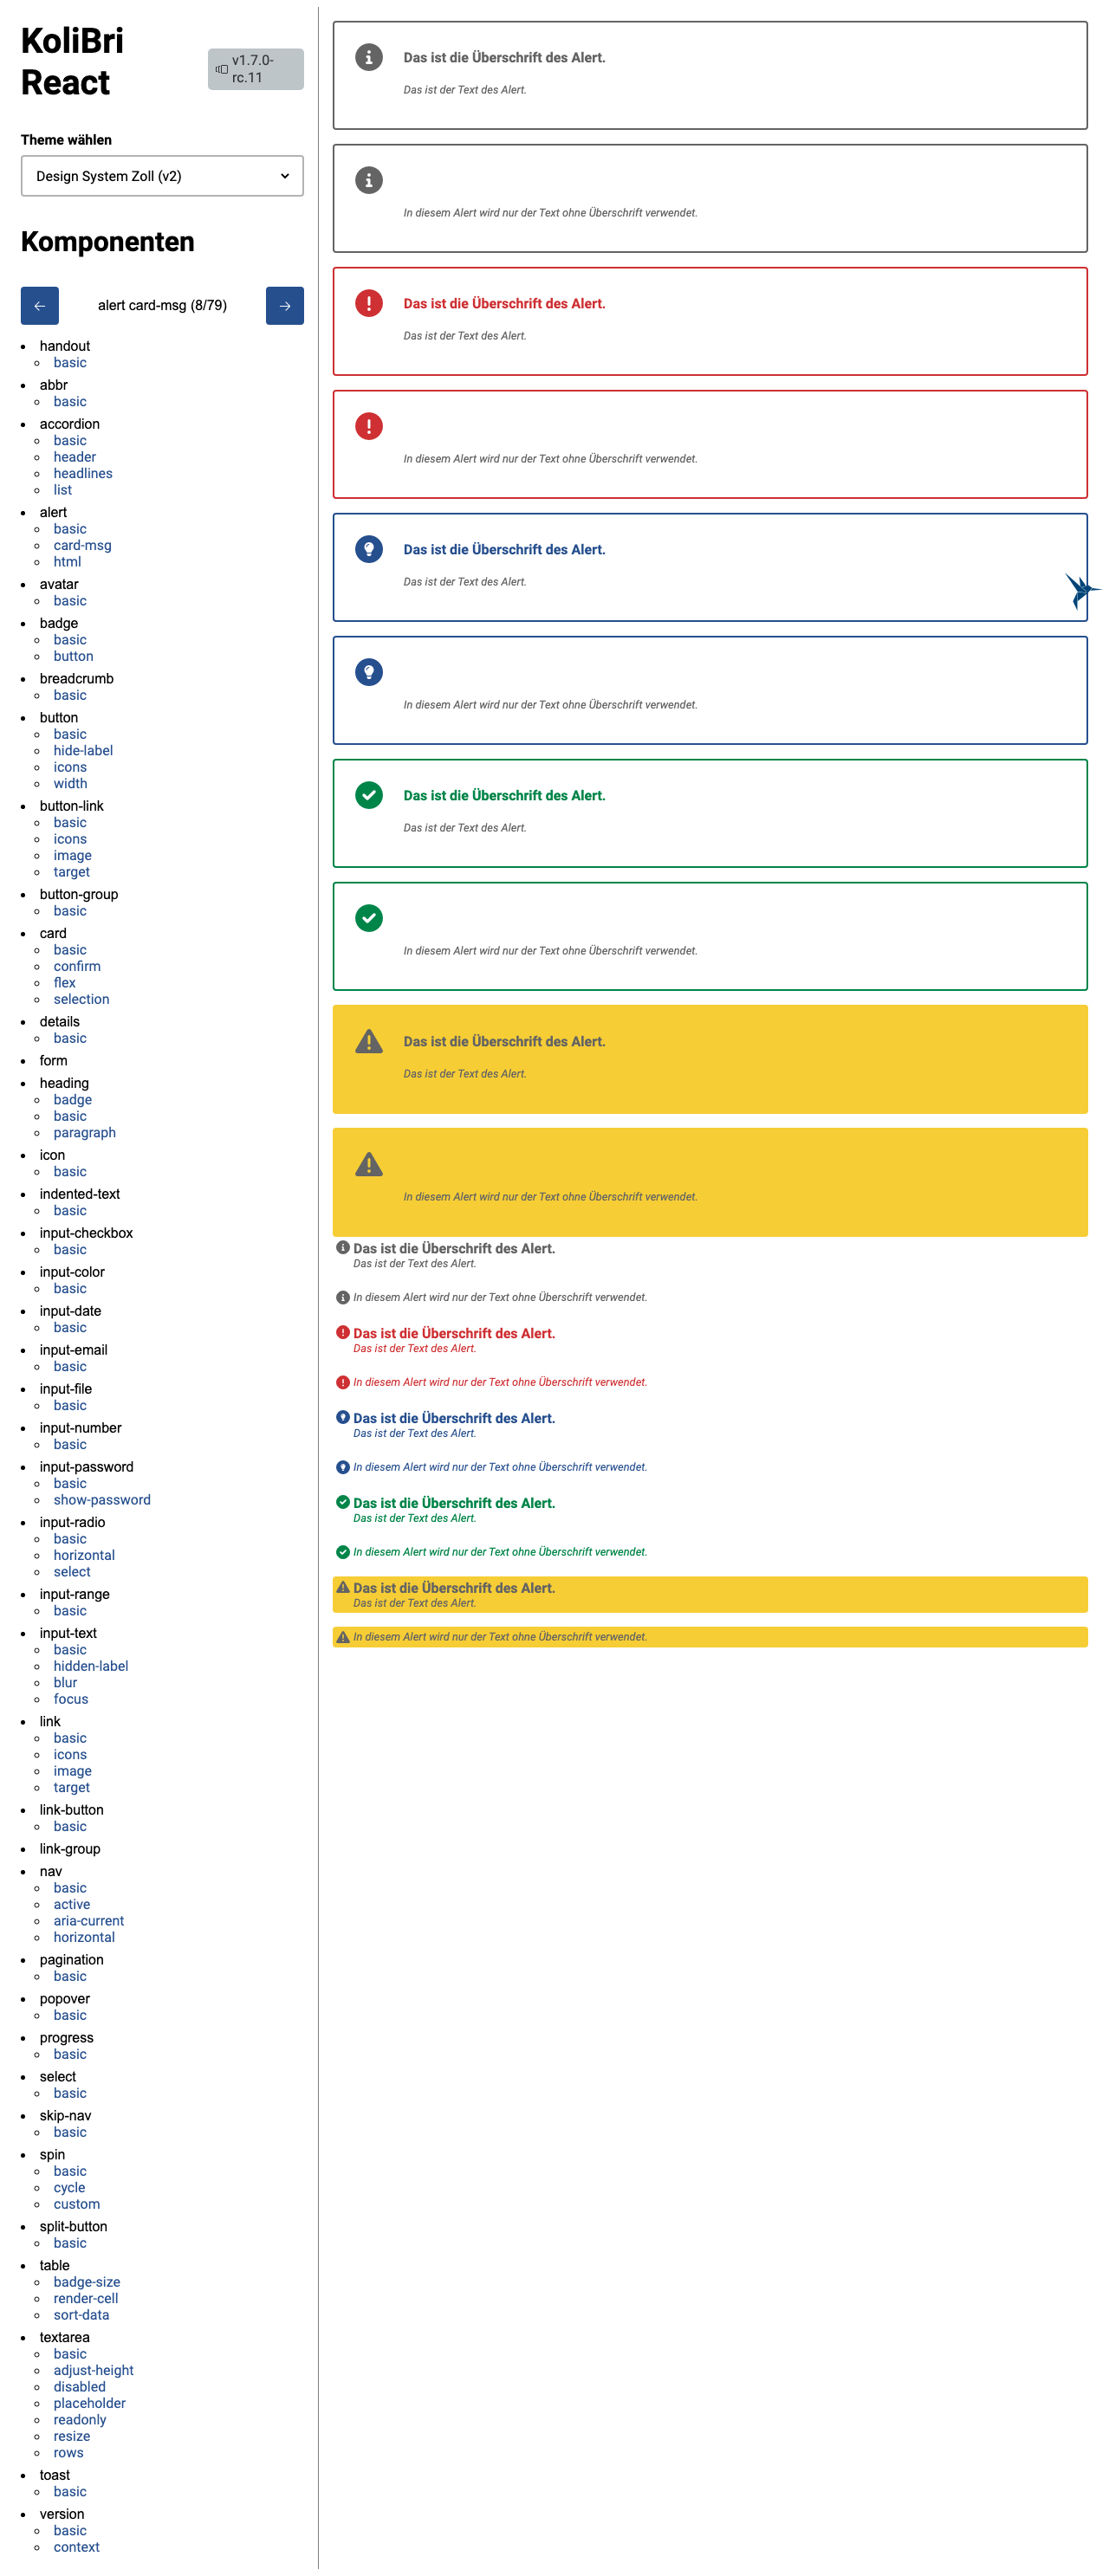 KoliBri
React
v1.7.0-
rc.11
Theme wählen
Design System Zoll (v2)
Komponenten
alert card-msg (8/79)
handout
basic
abbr
basic
accordion
basic
header
headlines
list
alert
basic
card-msg
html
avatar
basic
badge
basic
button
breadcrumb
basic
button
basic
hide-label
icons
width
button-link
basic
icons
image
target
button-group
basic
card
basic
confirm
flex
selection
details
basic
form
heading
badge
basic
paragraph
icon
basic
indented-text
basic
input-checkbox
basic
input-color
basic
input-date
basic
input-email
basic
input-file
basic
input-number
basic
input-password
basic
show-password
input-radio
basic
horizontal
select
input-range
basic
input-text
basic
hidden-label
blur
focus
link
basic
icons
image
target
link-button
basic
link-group
nav
basic
active
aria-current
horizontal
pagination
basic
popover
basic
progress
basic
select
basic
skip-nav
basic
spin
basic
cycle
custom
split-button
basic
table
badge-size
render-cell
sort-data
textarea
basic
adjust-height
disabled
placeholder
readonly
resize
rows
toast
basic
version
basic
context
Das ist die Überschrift des Alert.
Das ist der Text des Alert.
In diesem Alert wird nur der Text ohne Überschrift verwendet.
Das ist die Überschrift des Alert.
Das ist der Text des Alert.
In diesem Alert wird nur der Text ohne Überschrift verwendet.
Das ist die Überschrift des Alert.
Das ist der Text des Alert.
In diesem Alert wird nur der Text ohne Überschrift verwendet.
Das ist die Überschrift des Alert.
Das ist der Text des Alert.
In diesem Alert wird nur der Text ohne Überschrift verwendet.
Das ist die Überschrift des Alert.
Das ist der Text des Alert.
In diesem Alert wird nur der Text ohne Überschrift verwendet.
Das ist die Überschrift des Alert.
Das ist der Text des Alert.
In diesem Alert wird nur der Text ohne Überschrift verwendet.
Das ist die Überschrift des Alert.
Das ist der Text des Alert.
In diesem Alert wird nur der Text ohne Überschrift verwendet.
Das ist die Überschrift des Alert.
Das ist der Text des Alert.
In diesem Alert wird nur der Text ohne Überschrift verwendet.
Das ist die Überschrift des Alert.
Das ist der Text des Alert.
In diesem Alert wird nur der Text ohne Überschrift verwendet.
Das ist die Überschrift des Alert.
Das ist der Text des Alert.
In diesem Alert wird nur der Text ohne Überschrift verwendet.